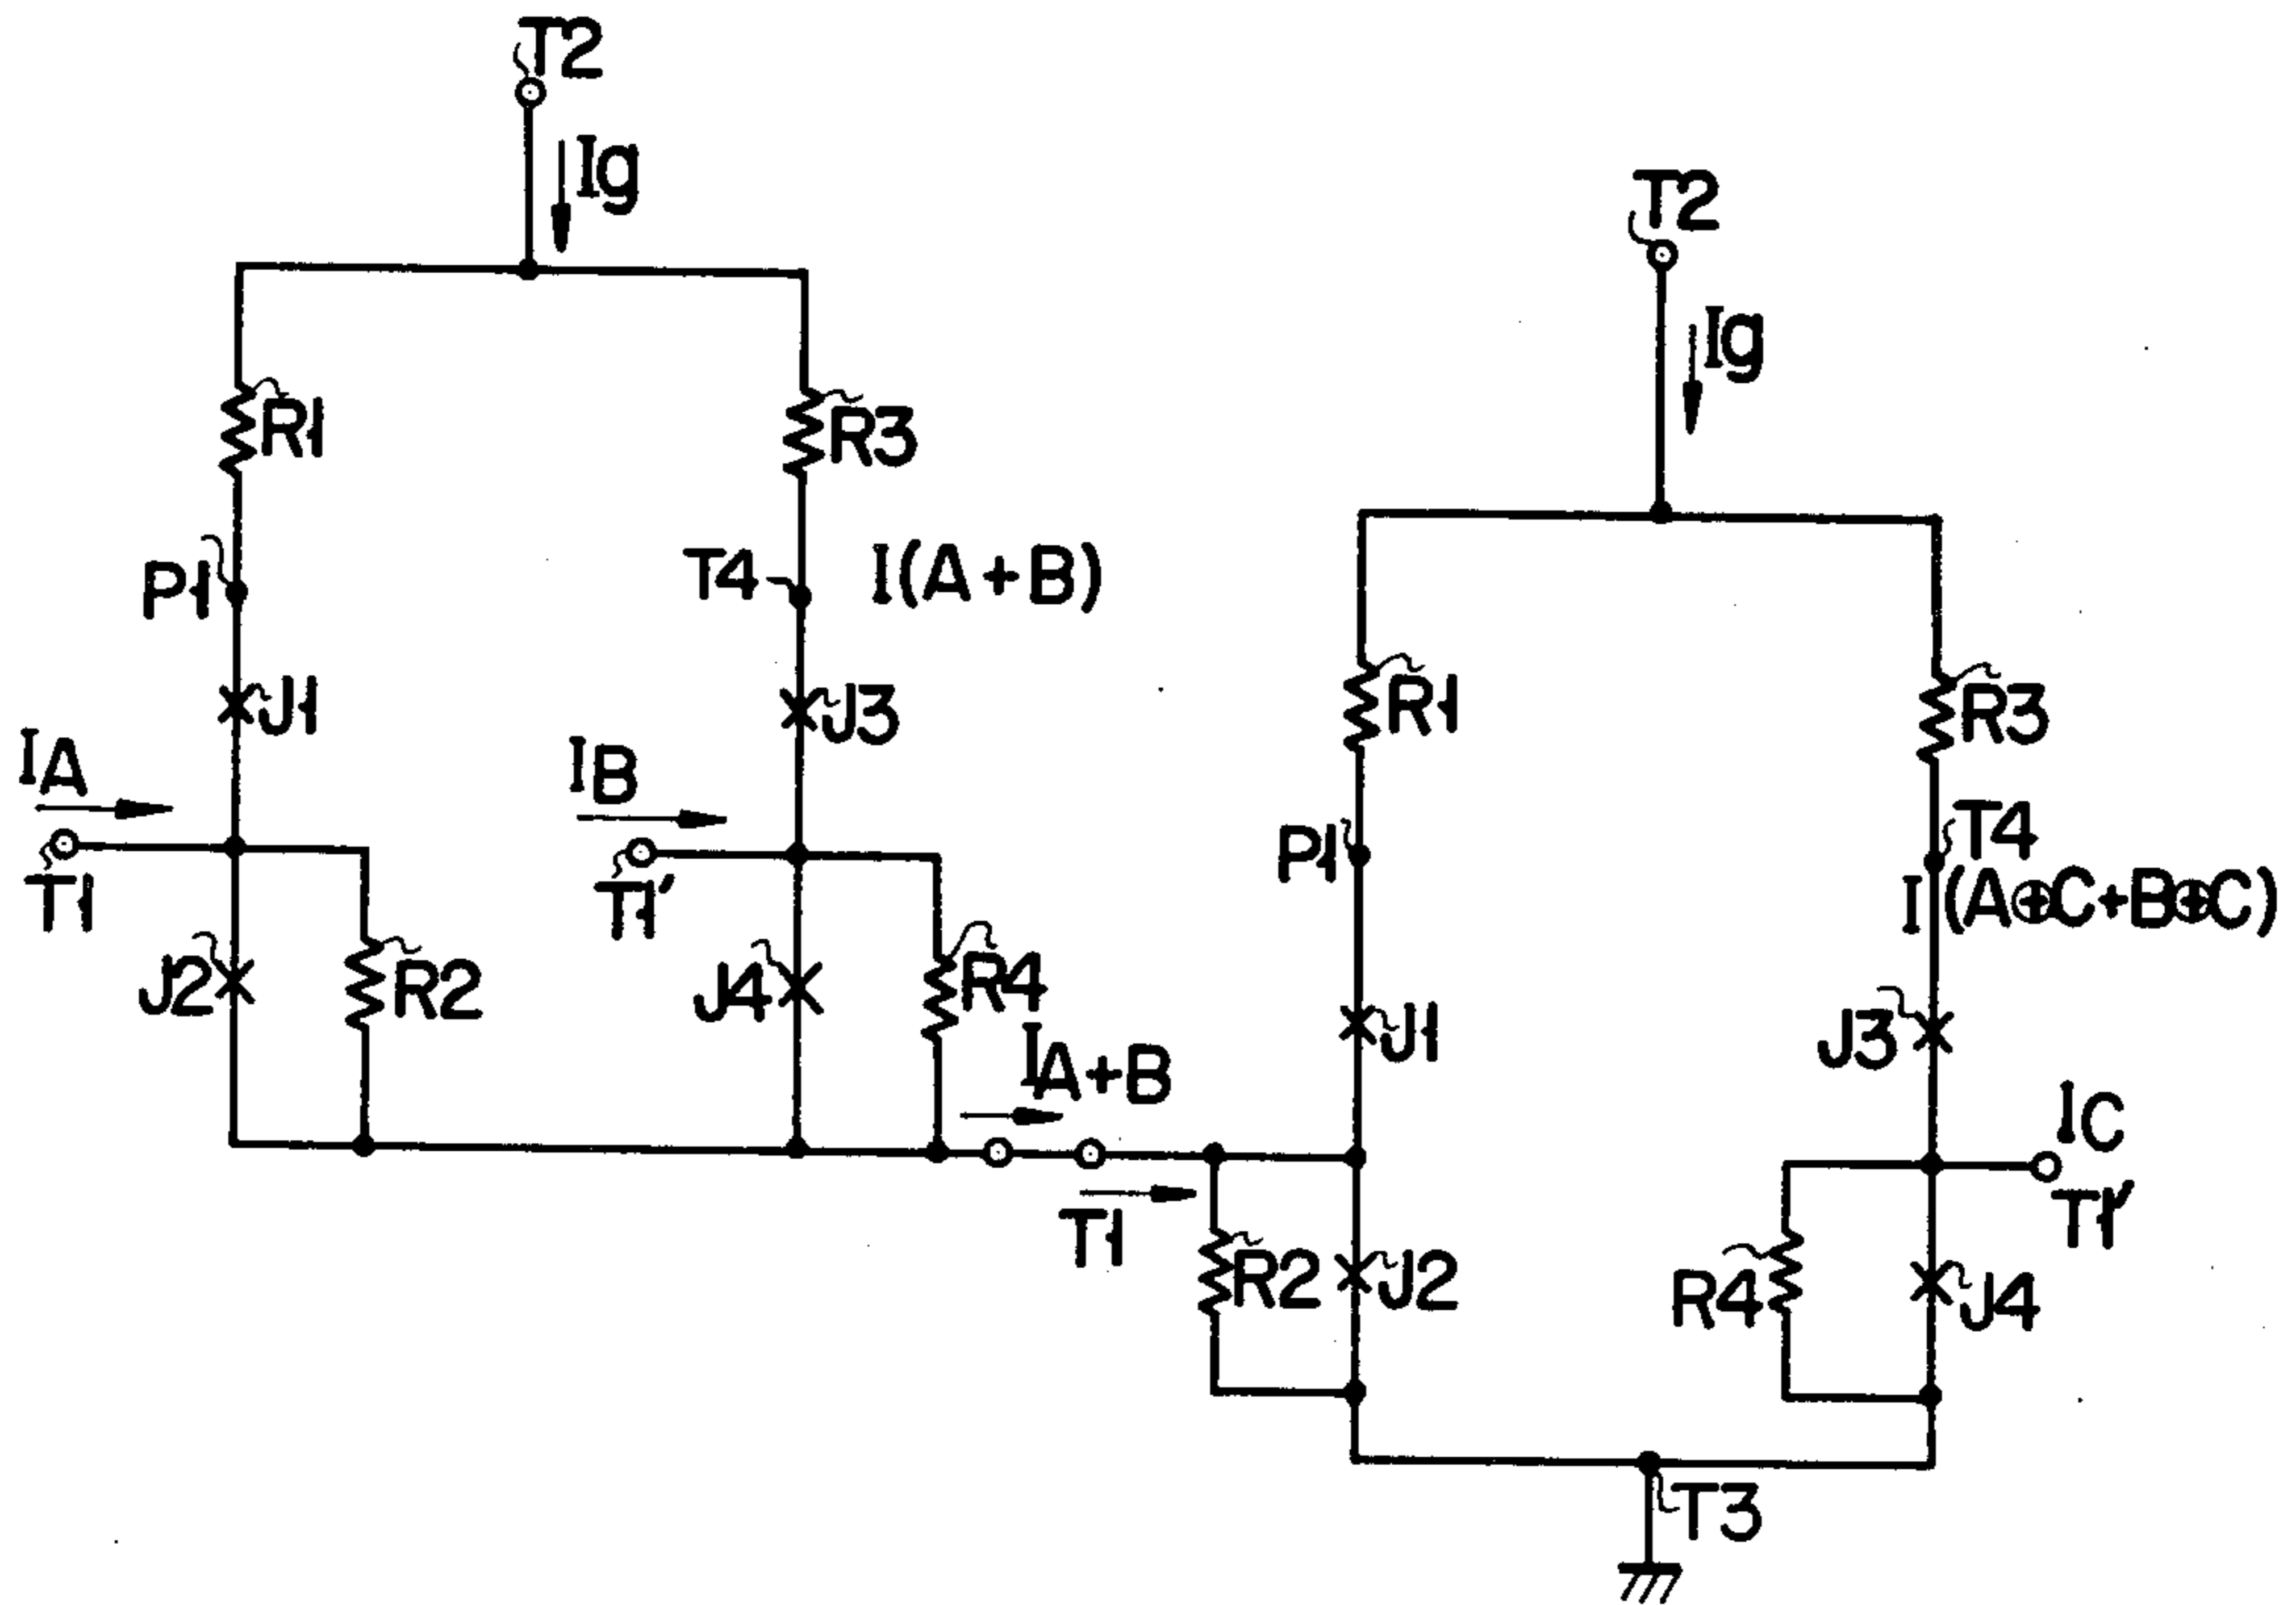 T2
Ig
T2
Ig
R1
R3
P1
T4
I(A+B)
J1
J3
R1
R3
IA
IB
P1
T4
I(A⊕C+B⊕C)
T1
T1'
J2
R2
J4
R4
J1
J3
IA+B
IC
T1
T1'
R2
J2
R4
J4
T3